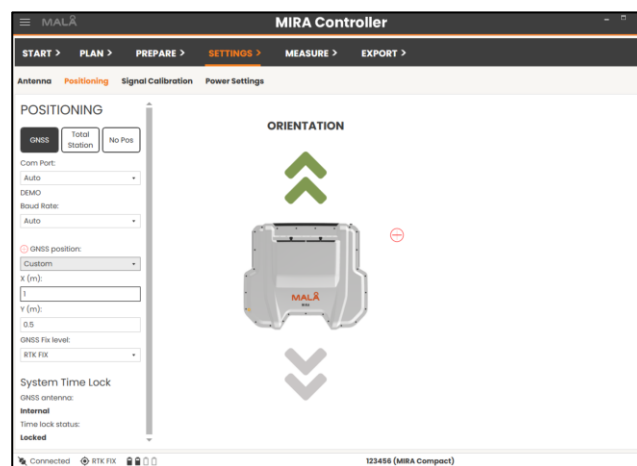 MALÅ
MIRA Controller
START > PLAN > PREPARE > SETTINGS > MEASURE > EXPORT >
Antenna Positioning Signal Calibration Power Settings
POSITIONING
GNSS
Total
Station
No Pos
Com Port:
Auto
DEMO
Baud Rate:
Auto
GNSS position:
Custom
X (m):
1
Y (m):
0.5
GNSS Fix level:
RTK FIX
System Time Lock
GNSS antenna:
Internal
Time lock status:
Locked
ORIENTATION
MALÅ
Connected RTK FIX
123456 (MIRA Compact)